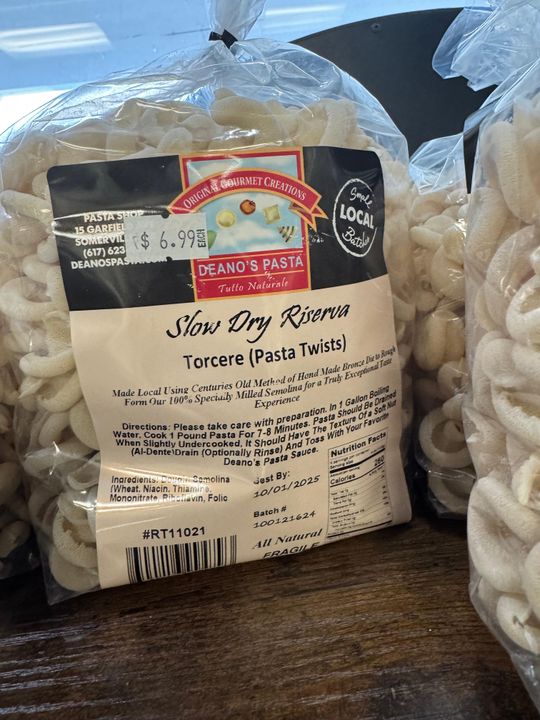 PASTA SHOP
15 GARFIEL
SOMERVIL
(617) 623
DEANOSPAST
$ 6.99 EACH
ORIGINAL GOURMET CREATIONS
DEANO'S PASTA
Tutto Naturale
Small
LOCAL
Batch
Slow Dry Riserva
Torcere (Pasta Twists)
Made Local Using Centuries Old Method of Hand Made Bronze Die to Rough
Form Our 100% Specially Milled Semolina for a Truly Exceptional Taste
Experience
Directions: Please take care with preparation. In 1 Gallon Boiling
Water, Cook 1 Pound Pasta For 7-8 Minutes. Pasta Should Be Drained
When Slightly Undercooked. It Should Have The Texture Of a Soft Nut
(Al-Dente) Drain (Optionally Rinse) And Toss With Your Favorite
Deano's Pasta Sauce.
Ingredients: Semolina
(Wheat, Niacin, Thiamine
Mononitrate, Riboflavin, Folic
Best By:
10/01/2025
Batch #
100121624
All Natural
FRAGILE
#RT11021
Nutrition Facts
Calories